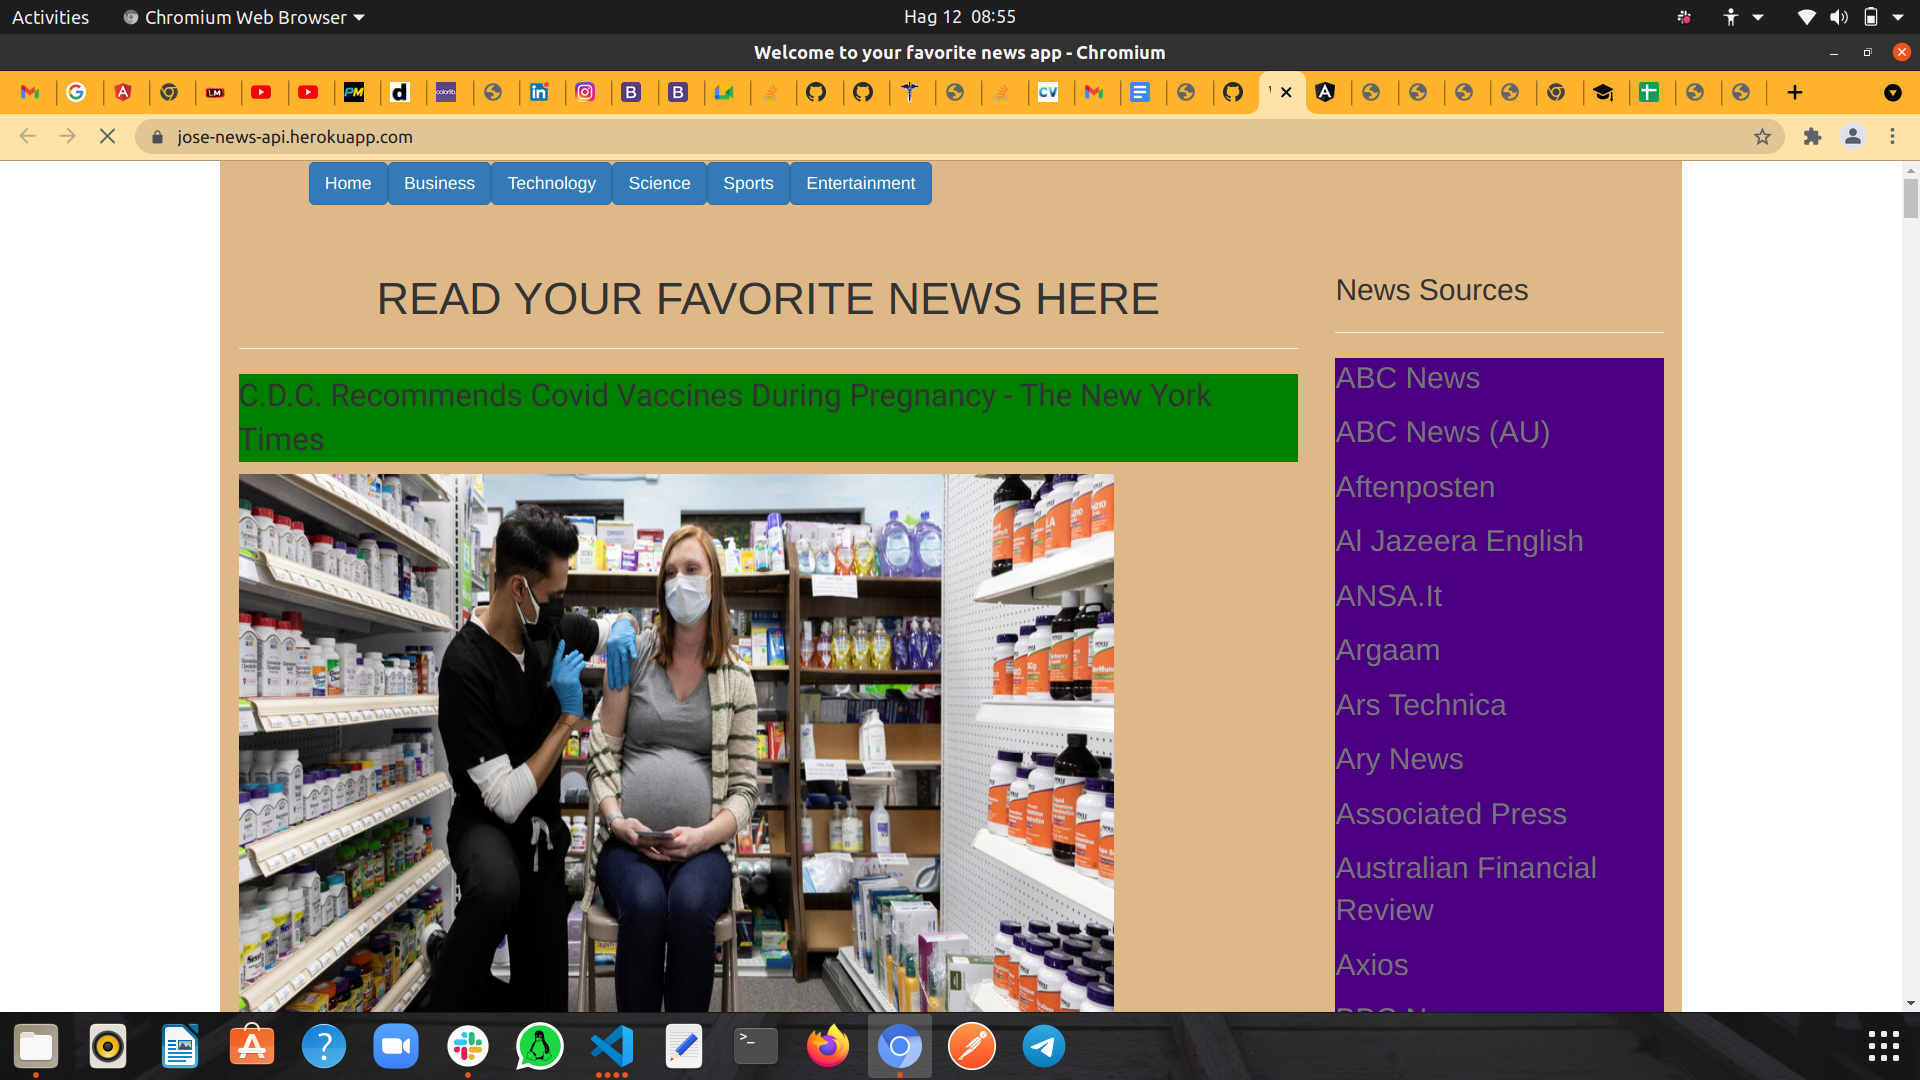 Activities
Chromium Web Browser
Hag 12 08:55
Welcome to your favorite news app - Chromium
jose-news-api.herokuapp.com
Home
Business
Technology
Science
Sports
Entertainment
READ YOUR FAVORITE NEWS HERE
C.D.C. Recommends Covid Vaccines During Pregnancy - The New York
Times
News Sources
ABC News
ABC News (AU)
Aftenposten
Al Jazeera English
ANSA.It
Argaam
Ars Technica
Ary News
Associated Press
Australian Financial
Review
Axios